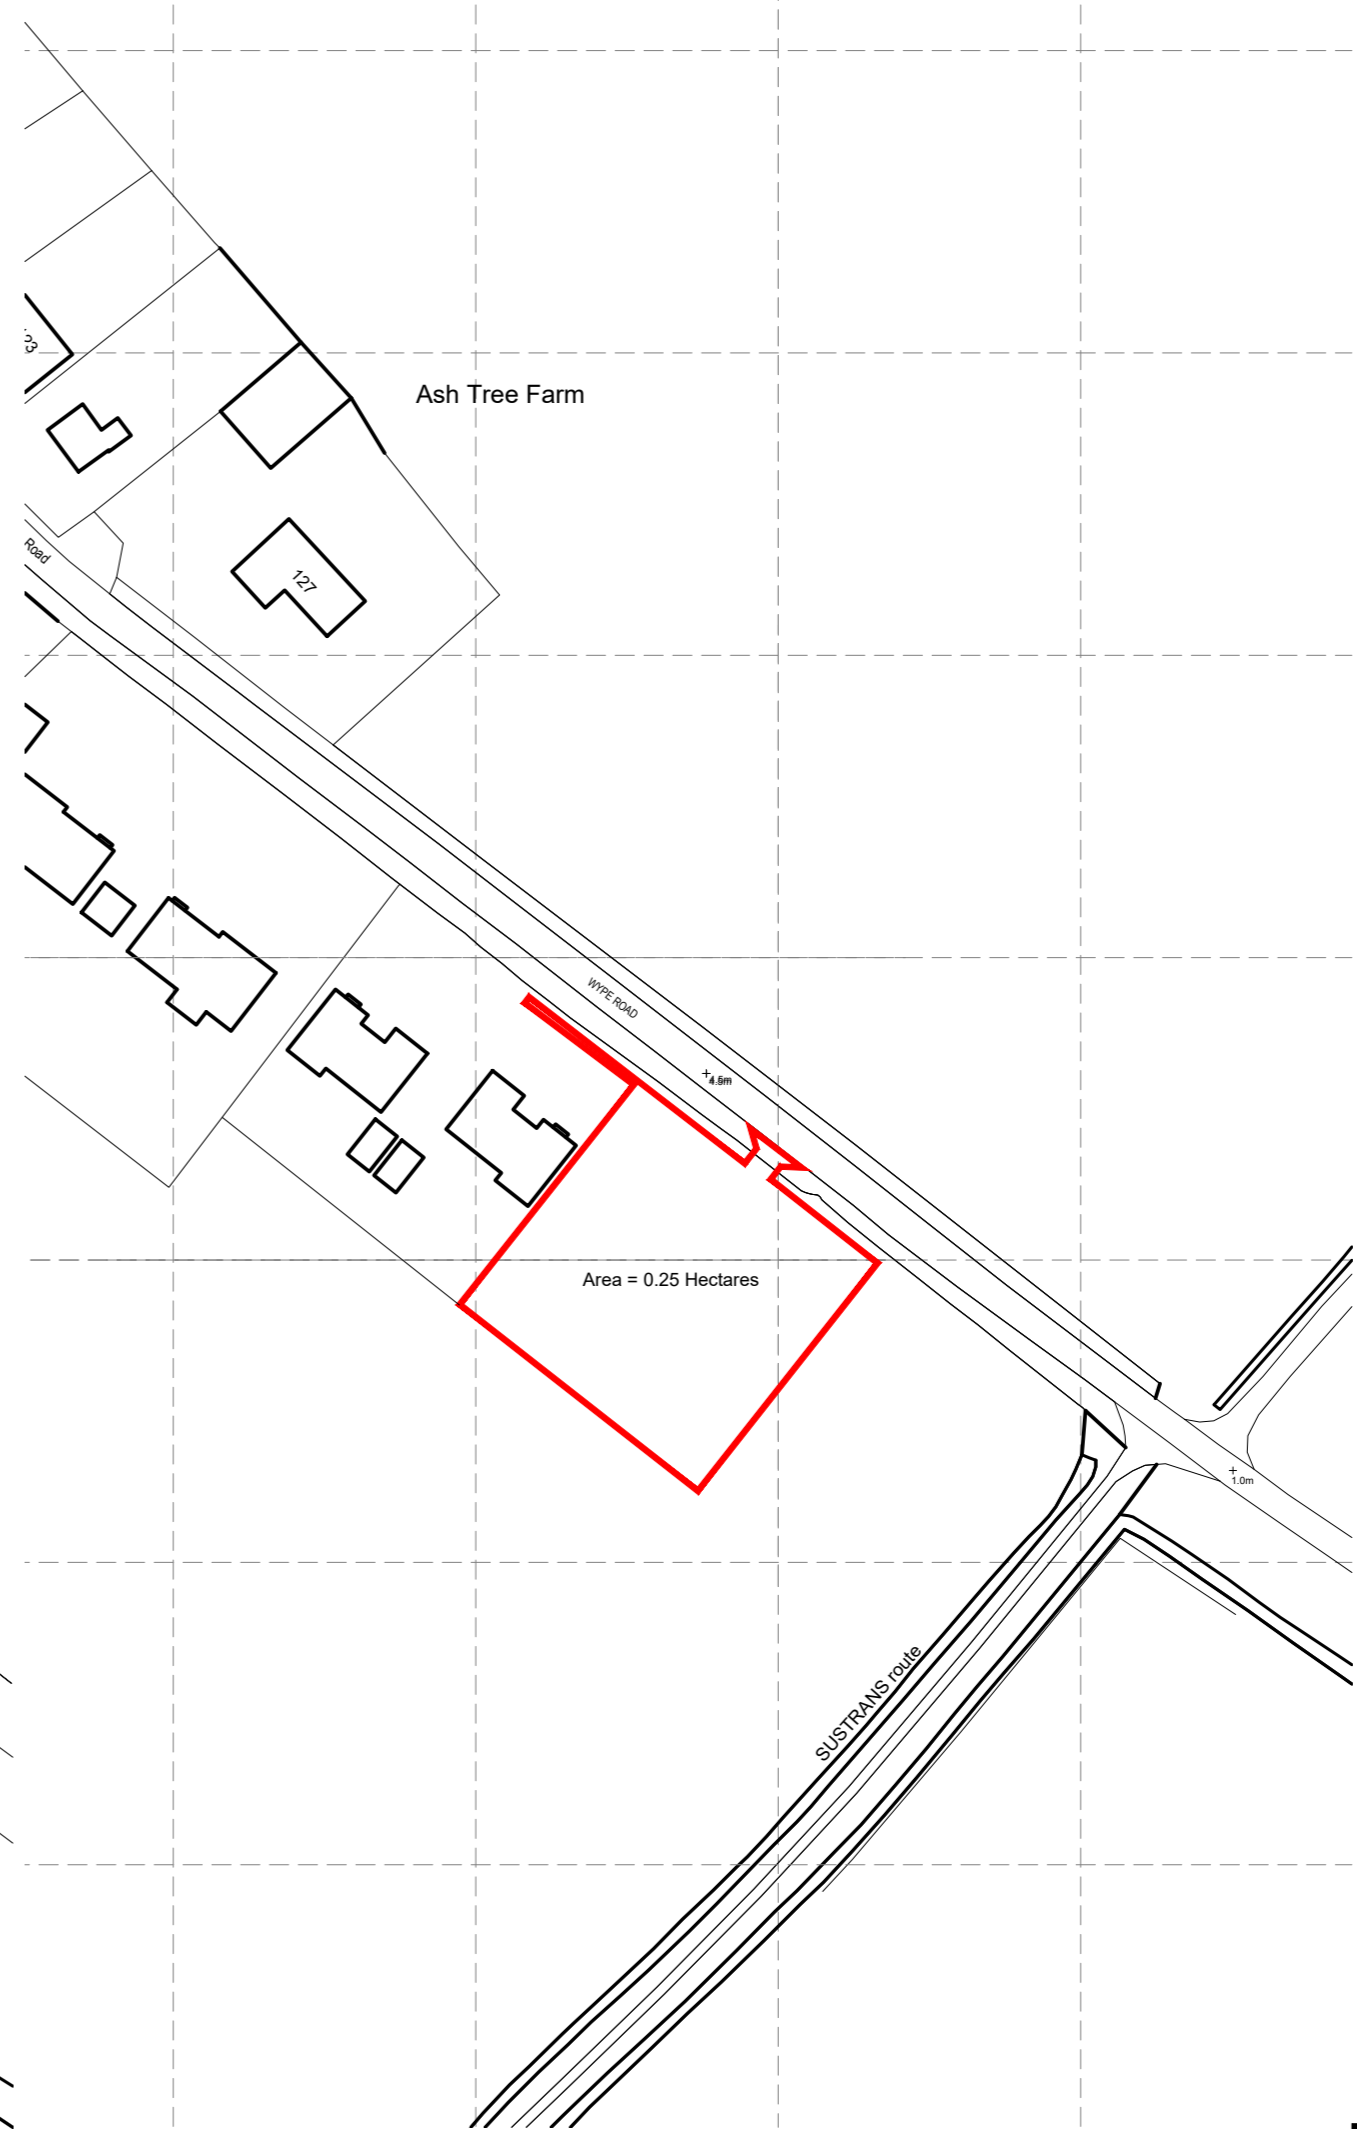 Ash Tree Farm
Road
127
WYPE ROAD
4.5m
Area = 0.25 Hectares
1.0m
SUSTRANS route